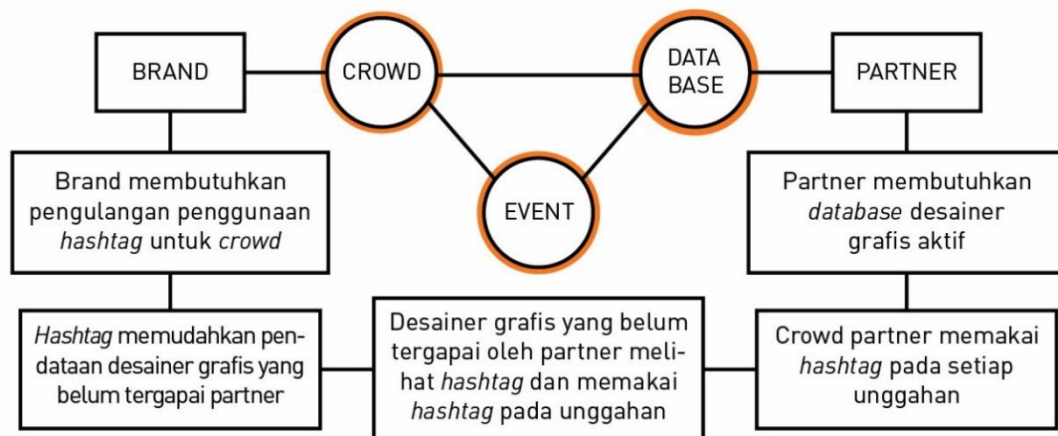 BRAND
CROWD
DATA
BASE
PARTNER
EVENT
Brand membutuhkan
pengulangan penggunaan
hashtag untuk crowd
Partner membutuhkan
database desainer
grafis aktif
Hashtag memudahkan pen-
dataan desainer grafis yang
belum tergapai partner
Desainer grafis yang belum
tergapai oleh partner meli-
hat hashtag dan memakai
hashtag pada unggahan
Crowd partner memakai
hashtag pada setiap
unggahan